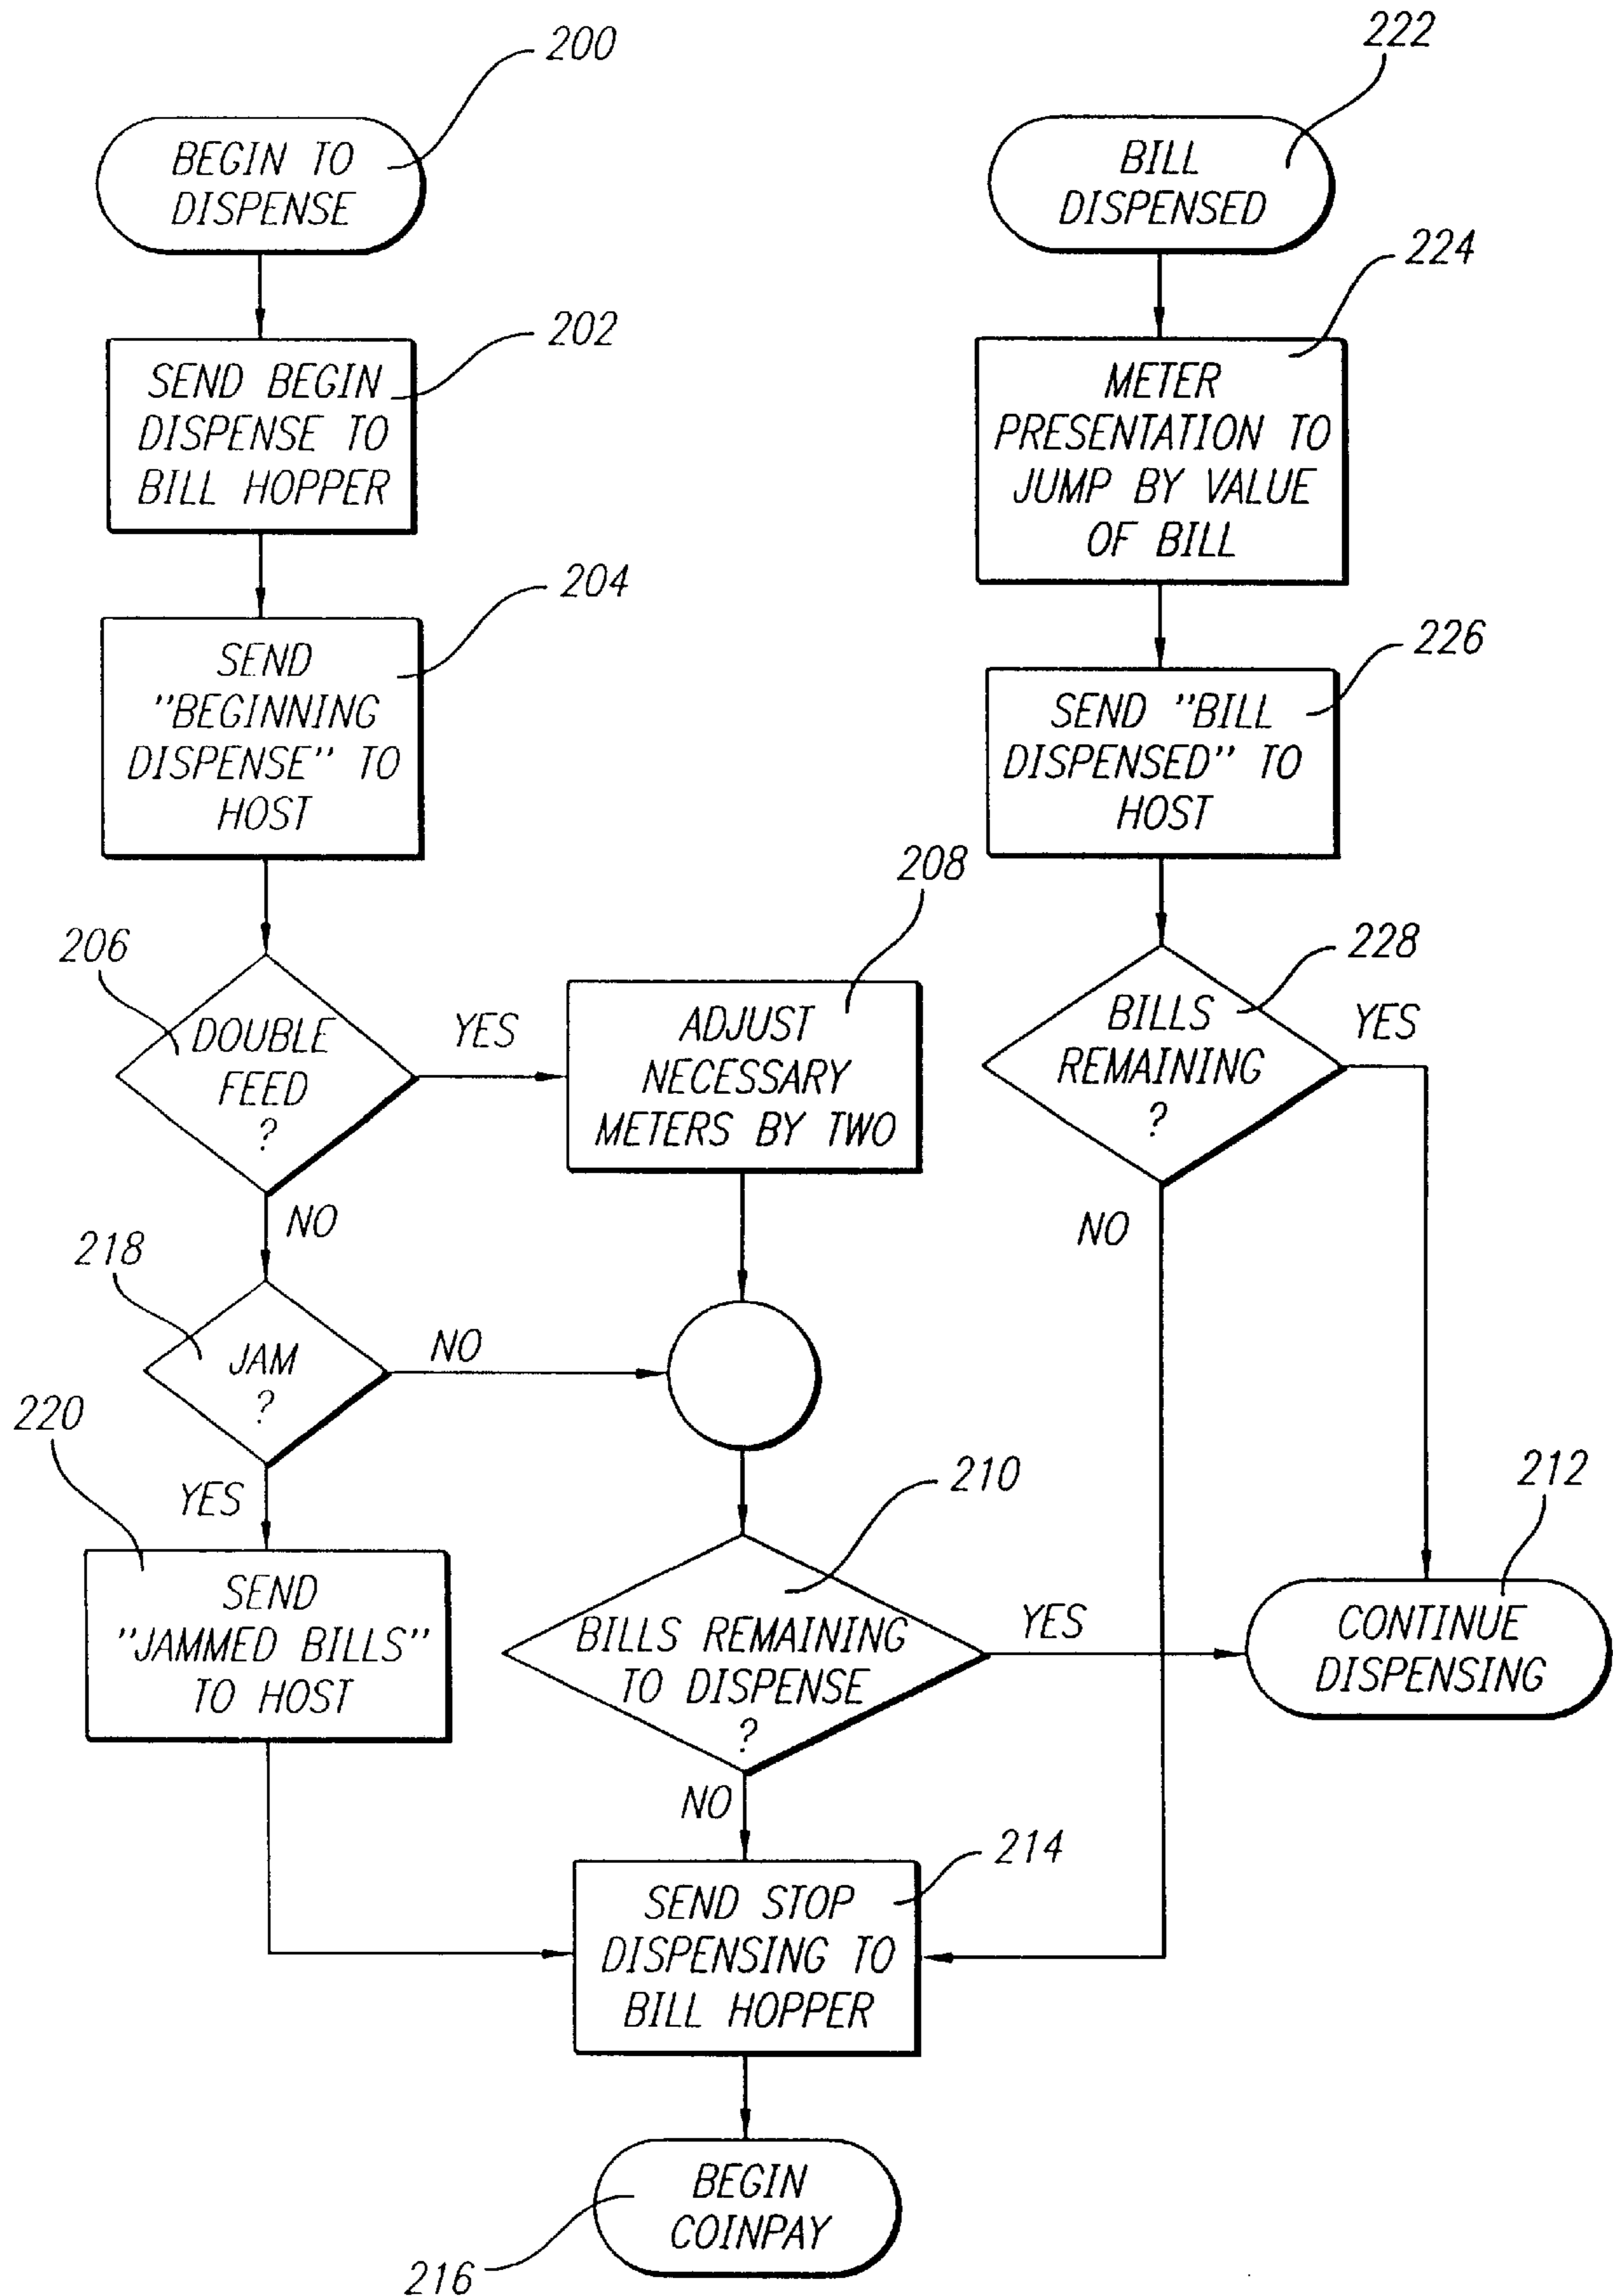 200
BEGIN TO
DISPENSE
202
SEND BEGIN
DISPENSE TO
BILL HOPPER
204
SEND
"BEGINNING
DISPENSE" TO
HOST
206
DOUBLE
FEED
?
YES
NO
208
ADJUST
NECESSARY
METERS BY TWO
218
JAM
?
NO
YES
220
SEND
"JAMMED BILLS"
TO HOST
210
BILLS REMAINING
TO DISPENSE
?
YES
NO
214
SEND STOP
DISPENSING TO
BILL HOPPER
BEGIN
COINPAY
216
222
BILL
DISPENSED
224
METER
PRESENTATION TO
JUMP BY VALUE
OF BILL
226
SEND "BILL
DISPENSED" TO
HOST
228
BILLS
REMAINING
?
YES
NO
212
CONTINUE
DISPENSING